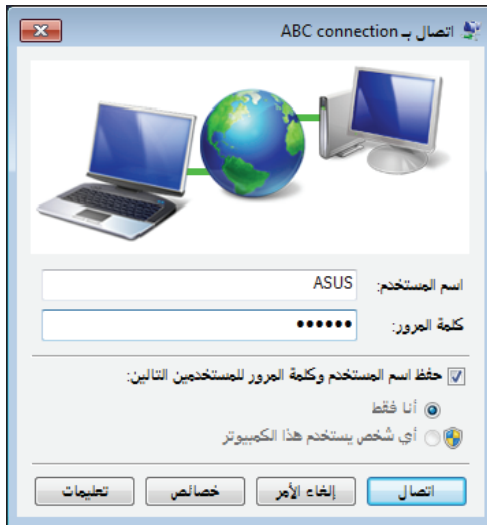 اتصال بـ ABC connection
اسم المستخدم: ASUS
كلمة المرور: ••••••
حفظ اسم المستخدم وكلمة المرور للمستخدمين التالين:
أنا فقط
أي شخص يستخدم هذا الكمبيوتر
اتصال إلغاء الأمر خصائص تعليمات